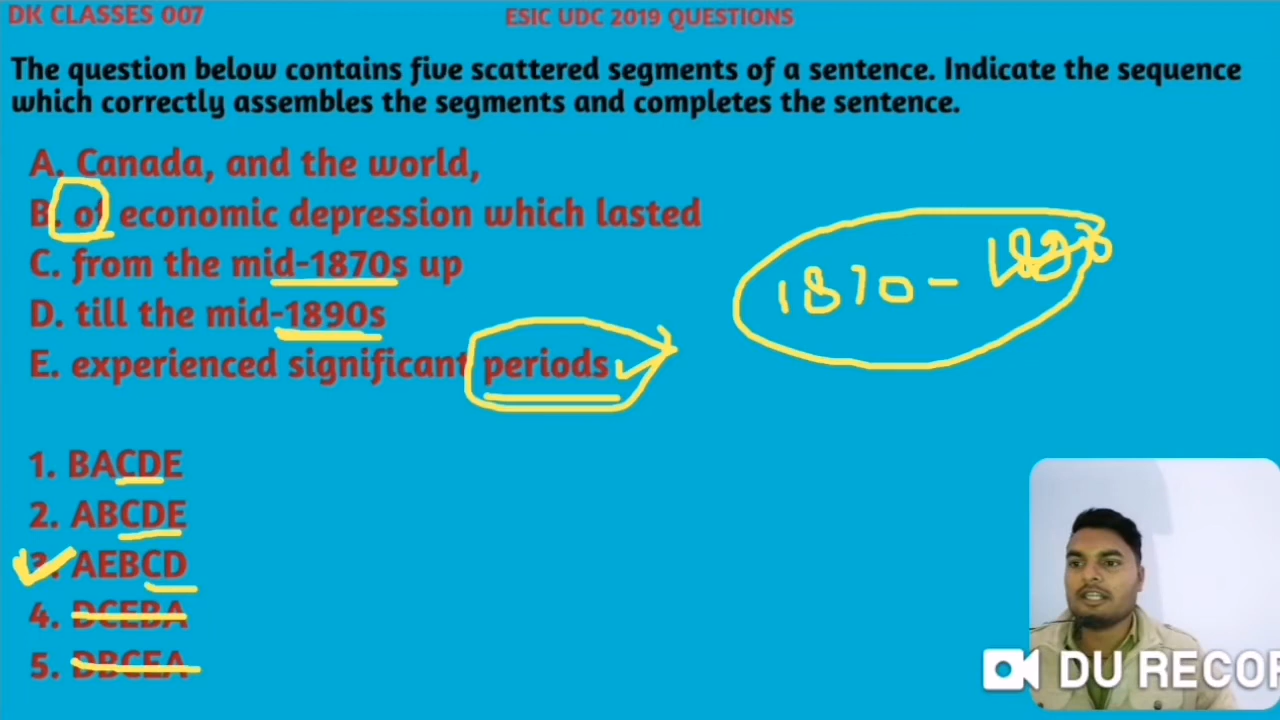 DK CLASSES 007
ESIC UDC 2019 QUESTIONS
The question below contains five scattered segments of a sentence. Indicate the sequence
which correctly assembles the segments and completes the sentence.
A. Canada, and the world,
B. of economic depression which lasted
C. from the mid-1870s up
D. till the mid-1890s
E. experienced significant periods
1870 -
1. BACDE
2. ABCDE
3. AEBCD
4. DCEBA
5. DBCEA
DU RECOR